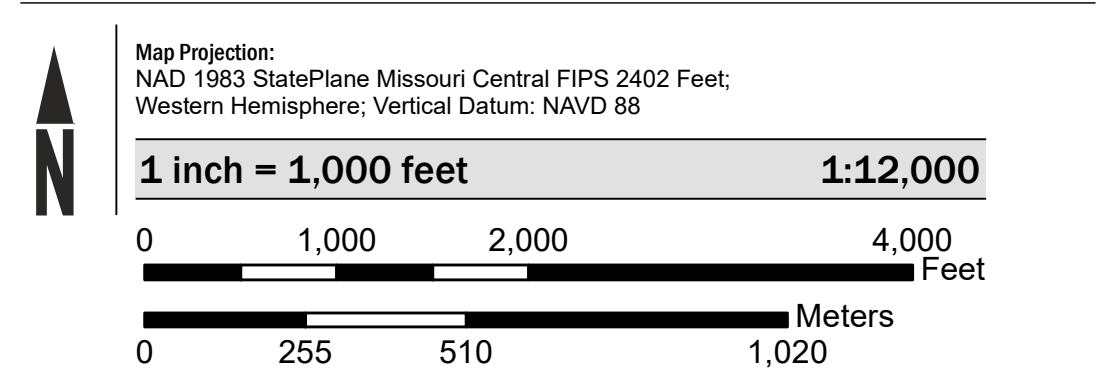 Map Projection:
NAD 1983 StatePlane Missouri Central FIPS 2402 Feet;
Western Hemisphere; Vertical Datum: NAVD 88
N
1 inch = 1,000 feet 1:12,000
0 1,000 2,000 4,000
Feet
Meters
0 255 510 1,020